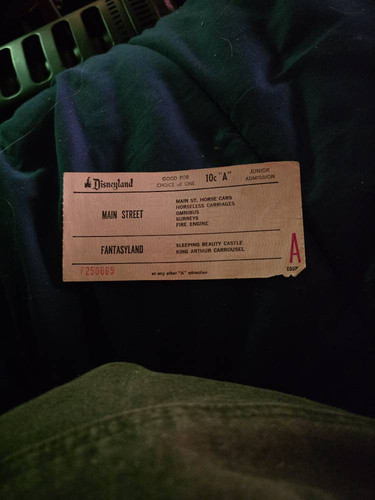 Disneyland
GOOD FOR
CHOICE of ONE
10c "A"
JUNIOR
ADMISSION
MAIN STREET
MAIN ST. HORSE CARS
HORSELESS CARRIAGES
OMNIBUS
SURREYS
FIRE ENGINE
FANTASYLAND
SLEEPING BEAUTY CASTLE
KING ARTHUR CARROUSEL
A
or any other "A" attraction